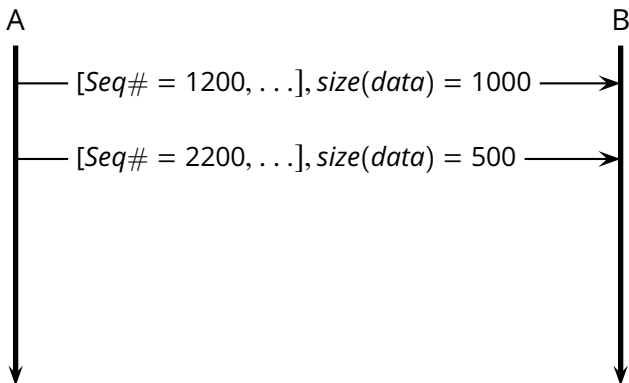 A B
[Seq# = 1200, . . .], size(data) = 1000
[Seq# = 2200, . . .], size(data) = 500